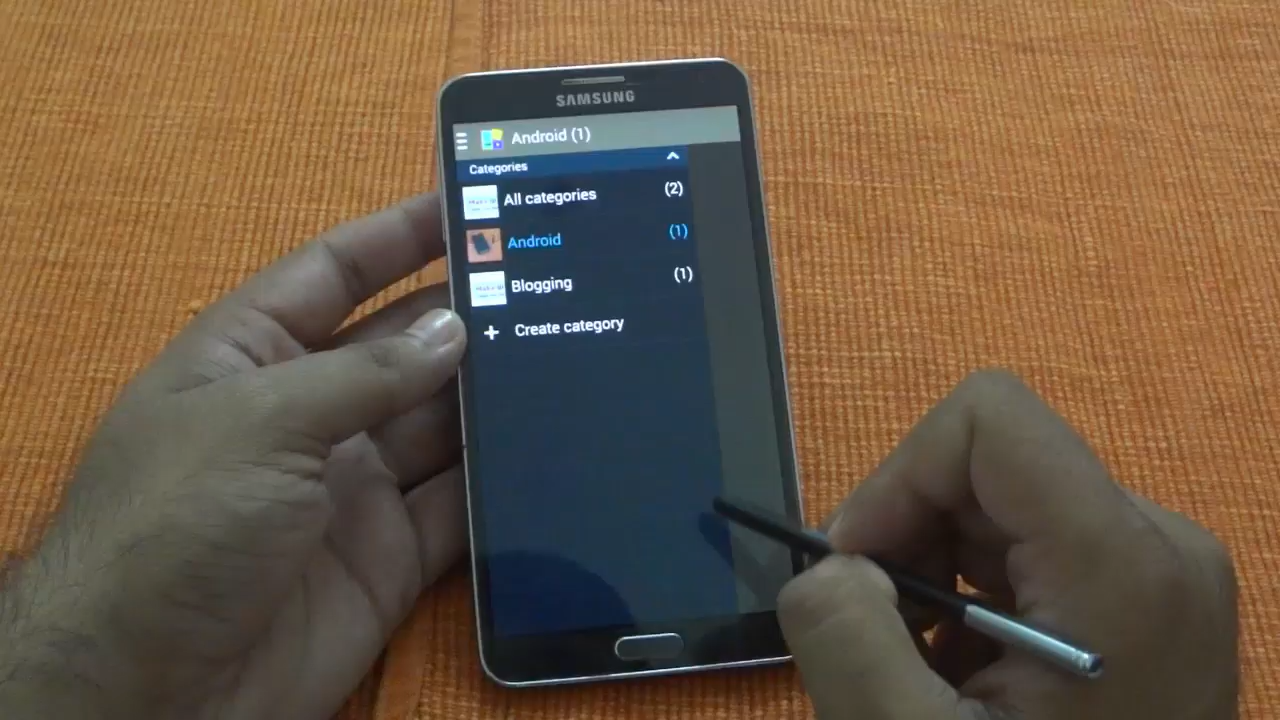 SAMSUNG
Android (1)
Categories
All categories (2)
Android (1)
Blogging (1)
+ Create category